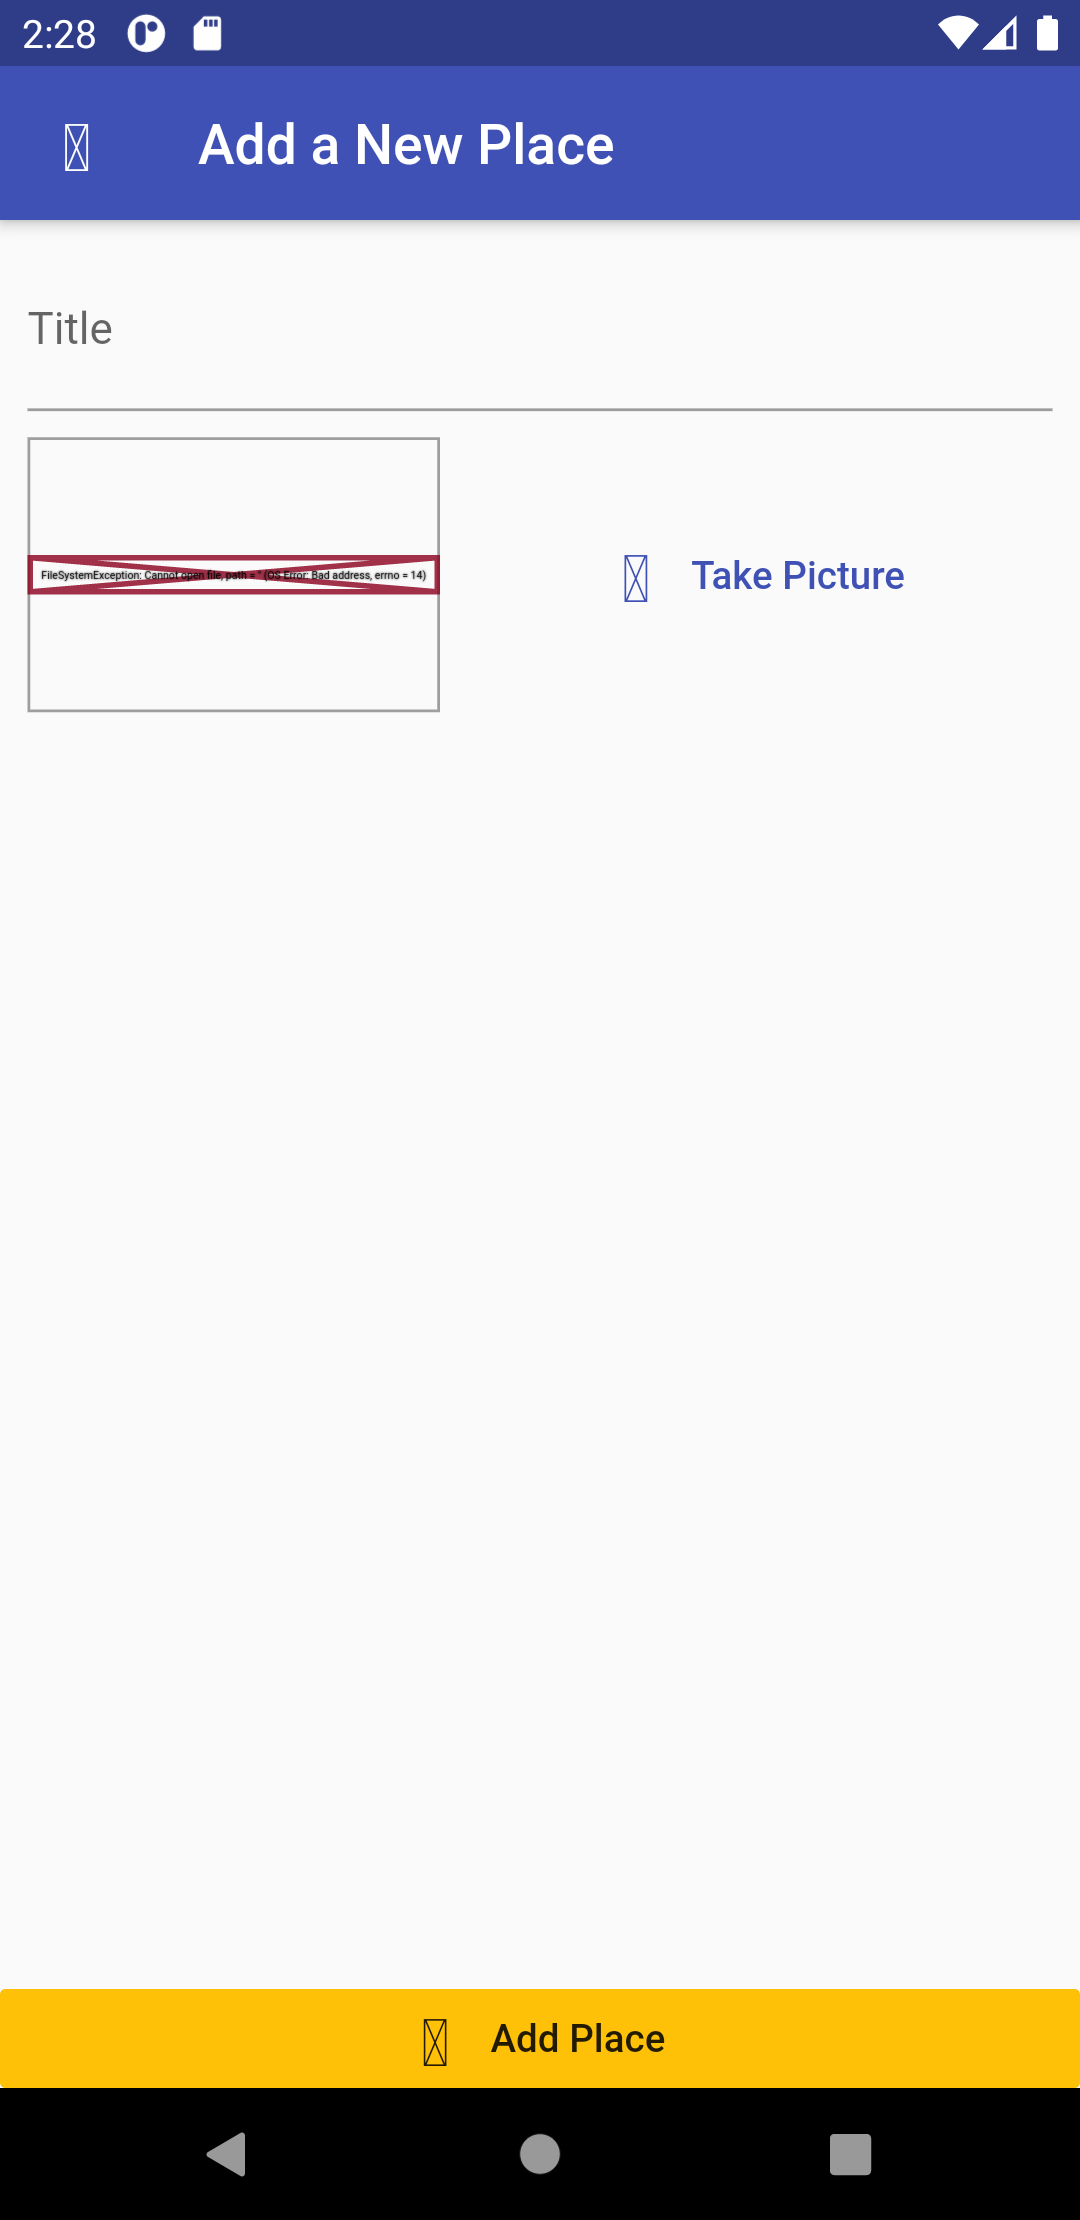 2:28
Add a New Place
Title
FileSystemException: Cannot open file, path = '' (OS Error: Bad address, errno = 14)
Take Picture
Add Place